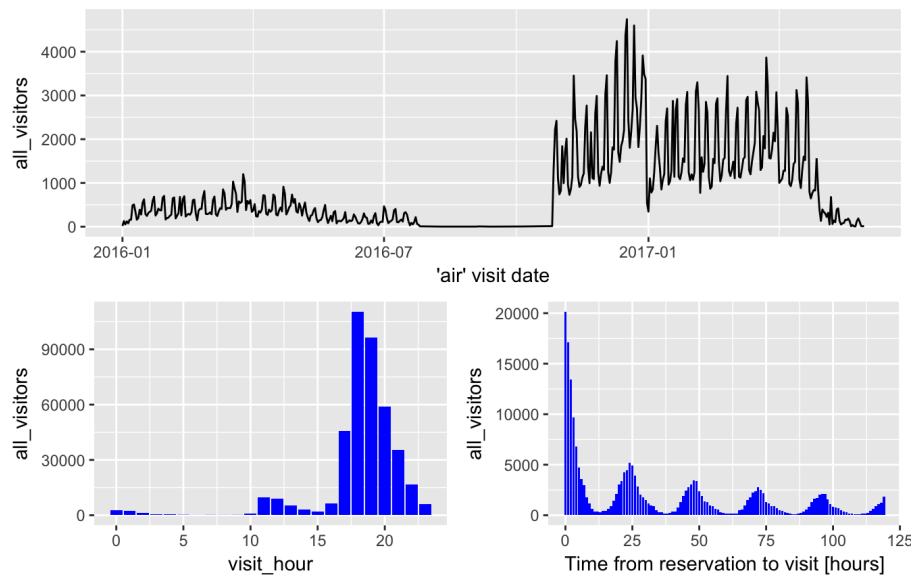 all_visitors
4000
3000
2000
1000
0
2016-01 2016-07 2017-01
'air' visit date
all_visitors
90000
60000
30000
0
0 5 10 15 20
visit_hour
all_visitors
20000
15000
10000
5000
0
0 25 50 75 100 125
Time from reservation to visit [hours]